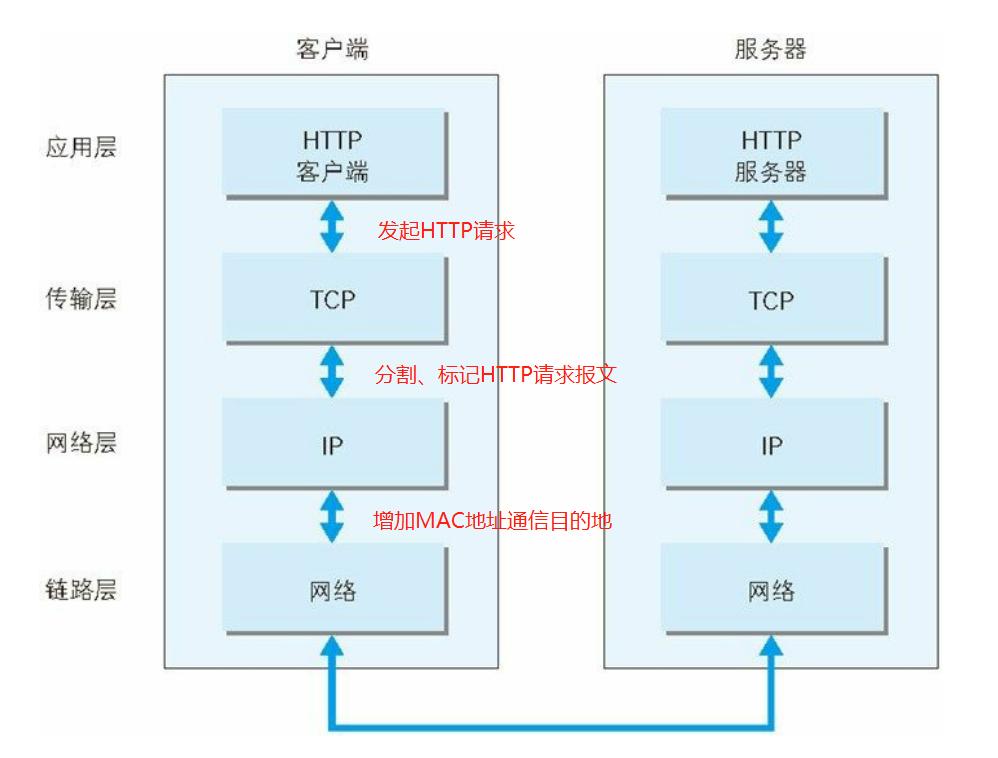 客户端
服务器
应用层
HTTP
客户端
HTTP
服务器
发起HTTP请求
传输层
TCP
TCP
分割、标记HTTP请求报文
网络层
IP
IP
增加MAC地址通信目的地
链路层
网络
网络